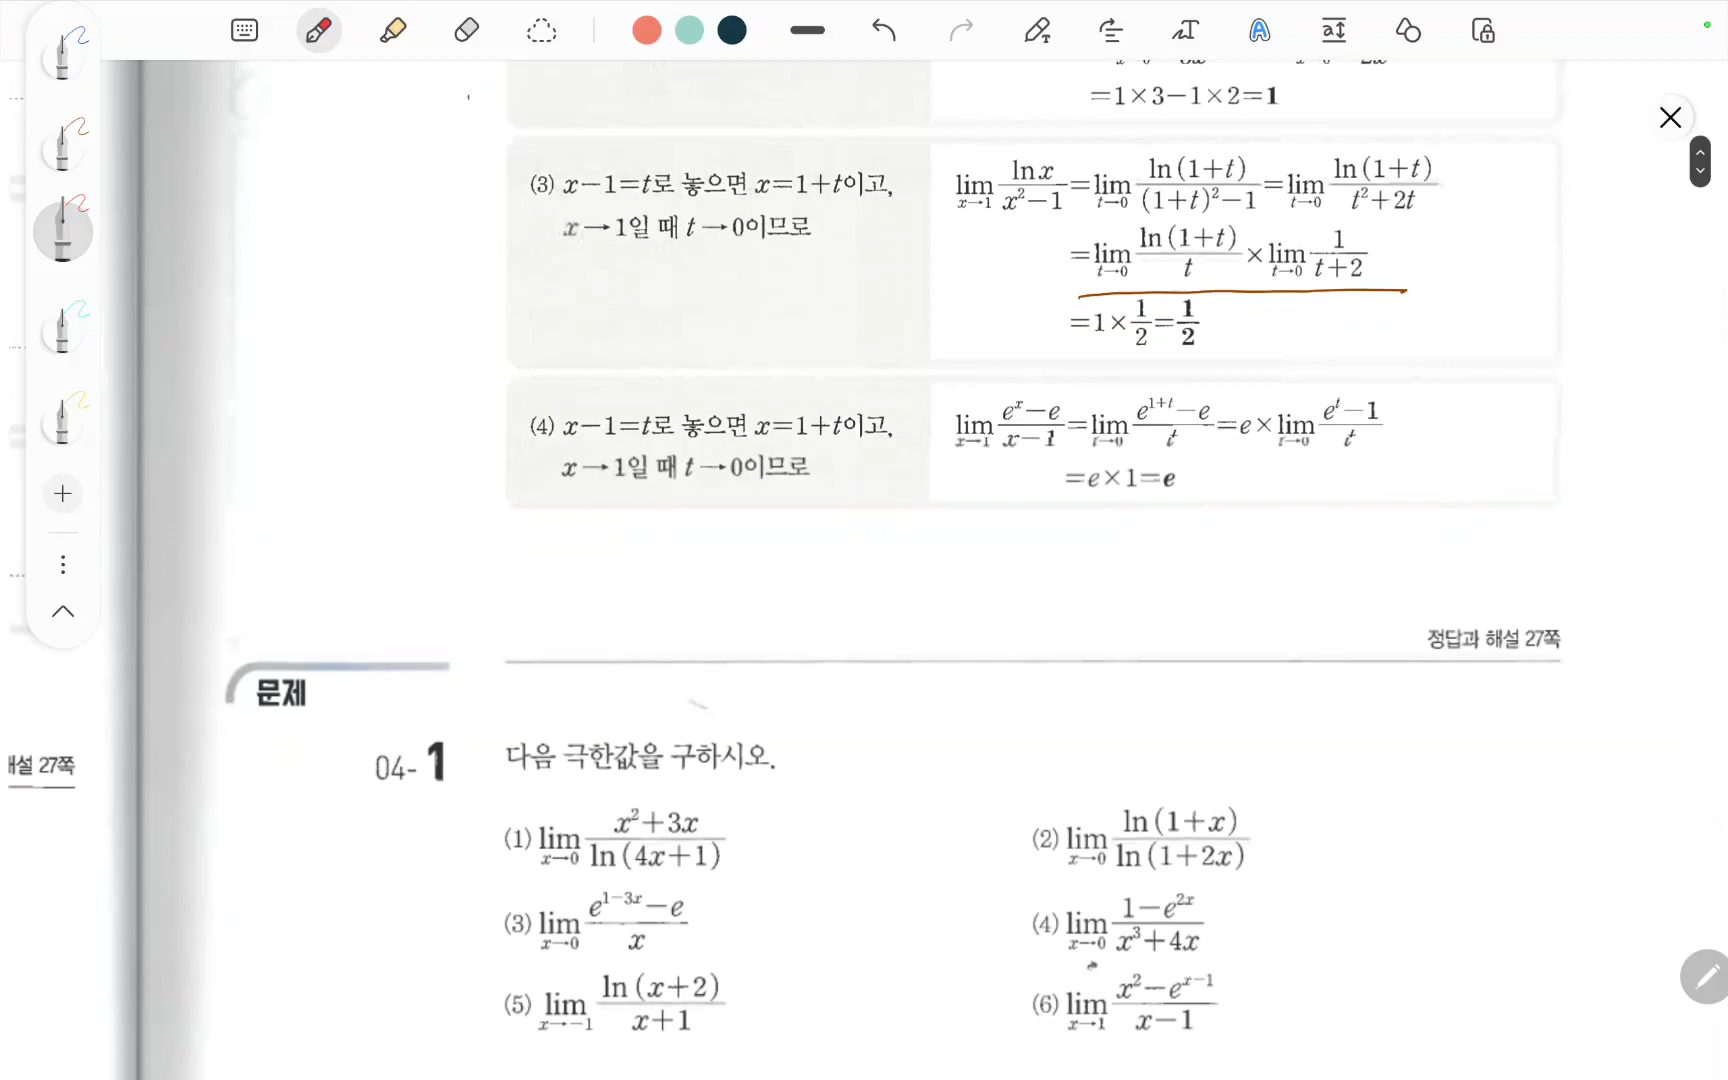 =1×3−1×2=1
(3) x−1=t로 놓으면 x=1+t이고,
x→1일 때 t→0이므로
lim_{x→1} ln x/(x²−1)=lim_{t→0} ln(1+t)/((1+t)²−1)=lim_{t→0} ln(1+t)/(t²+2t)
=lim_{t→0} ln(1+t)/t × lim_{t→0} 1/(t+2)
=1×1/2=1/2
(4) x−1=t로 놓으면 x=1+t이고,
x→1일 때 t→0이므로
lim_{x→1} (e^x−e)/(x−1)=lim_{t→0} (e^{1+t}−e)/t=e×lim_{t→0} (e^t−1)/t
=e×1=e
정답과 해설 27쪽
문제
해설 27쪽
04-1 다음 극한값을 구하시오.
(1) lim_{x→0} (x²+3x)/ln(4x+1)
(2) lim_{x→0} ln(1+x)/ln(1+2x)
(3) lim_{x→0} (e^{1−3x}−e)/x
(4) lim_{x→0} (1−e^{2x})/(x³+4x)
(5) lim_{x→−1} ln(x+2)/(x+1)
(6) lim_{x→1} (x²−e^{x−1})/(x−1)